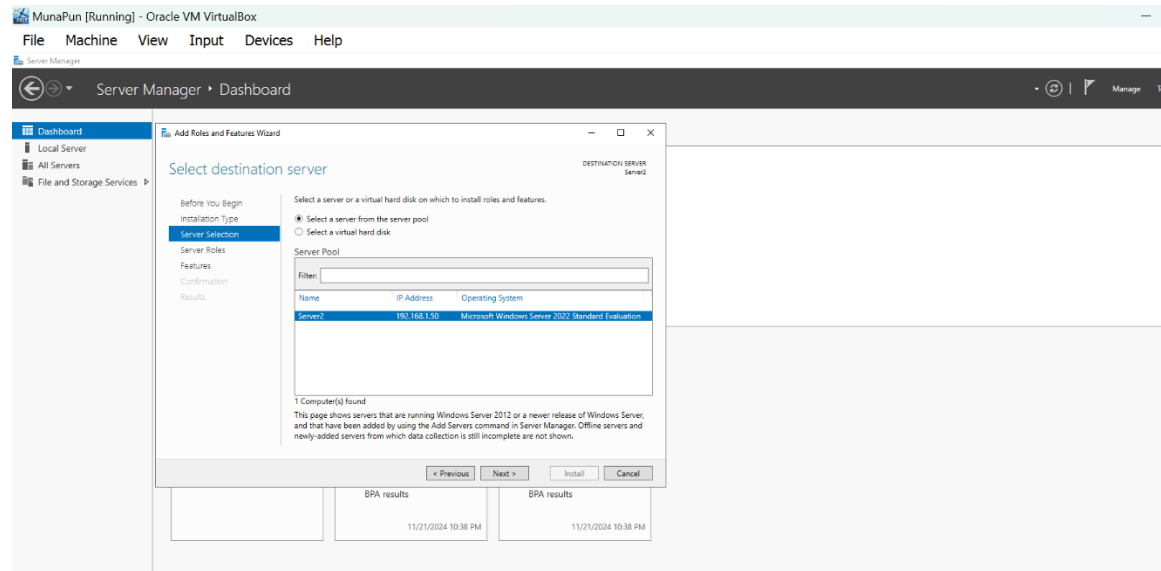 MunaPun [Running] - Oracle VM VirtualBox
File Machine View Input Devices Help
Server Manager
Server Manager • Dashboard
Manage
Dashboard
Local Server
All Servers
File and Storage Services
Add Roles and Features Wizard
Select destination server
DESTINATION SERVER
Server2
Before You Begin
Installation Type
Server Selection
Server Roles
Features
Confirmation
Results
Select a server or a virtual hard disk on which to install roles and features.
Select a server from the server pool
Select a virtual hard disk
Server Pool
Filter:
Name IP Address Operating System
Server2 192.168.1.50 Microsoft Windows Server 2022 Standard Evaluation
1 Computer(s) found
This page shows servers that are running Windows Server 2012 or a newer release of Windows Server,
and that have been added by using the Add Servers command in Server Manager. Offline servers and
newly-added servers from which data collection is still incomplete are not shown.
< Previous Next > Install Cancel
BPA results BPA results
11/21/2024 10:38 PM 11/21/2024 10:38 PM